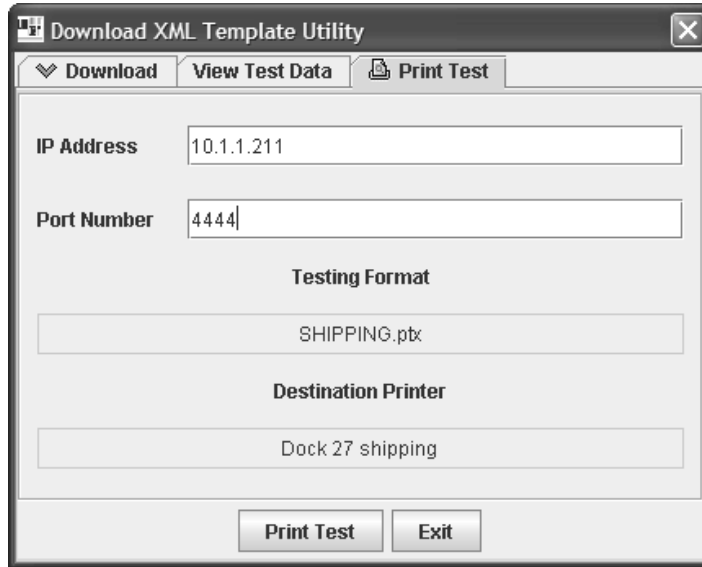 Download XML Template Utility
Download View Test Data Print Test
IP Address 10.1.1.211
Port Number 4444
Testing Format
SHIPPING.ptx
Destination Printer
Dock 27 shipping
Print Test Exit